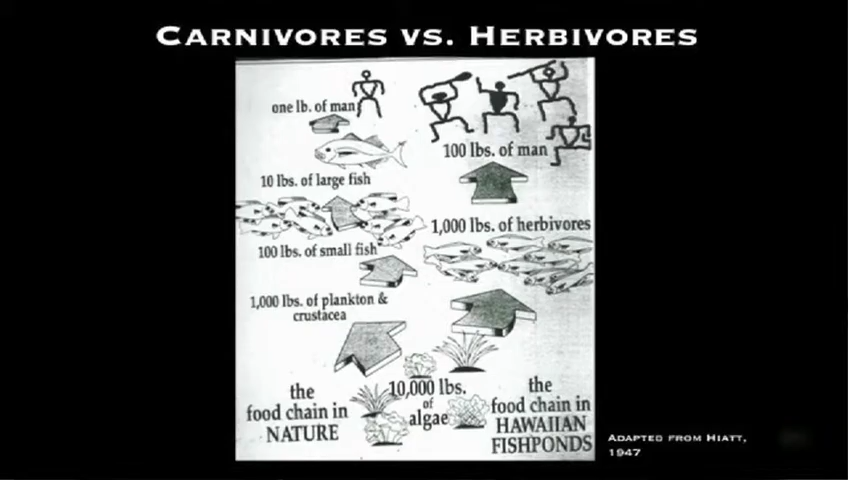 CARNIVORES VS. HERBIVORES
one lb. of man
10 lbs. of large fish
100 lbs. of small fish
1,000 lbs. of plankton &
crustacea
100 lbs. of man
1,000 lbs. of herbivores
10,000 lbs.
of
algae
the
food chain in
NATURE
the
food chain in
HAWAIIAN
FISHPONDS
ADAPTED FROM HIATT,
1947